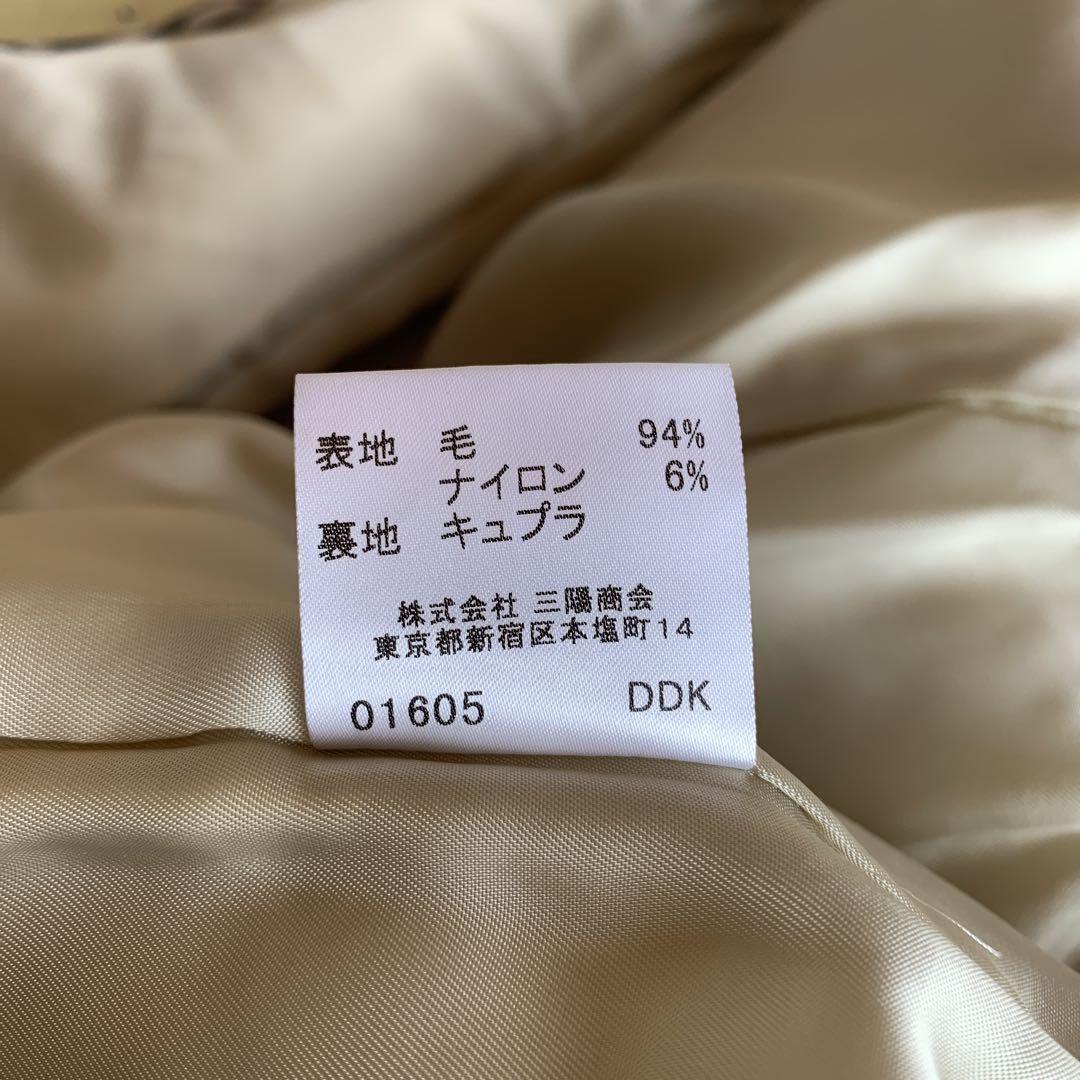 表地 毛 94%
ナイロン 6%
裏地 キュプラ
株式会社 三陽商会
東京都新宿区本塩町14
01605 DDK